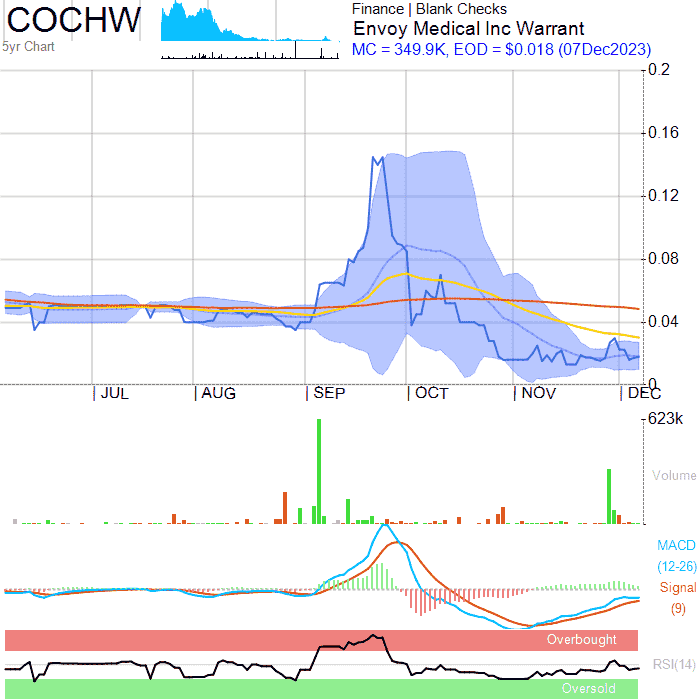 COCHW
5yr Chart
Finance | Blank Checks
Envoy Medical Inc Warrant
MC = 349.9K, EOD = $0.018 (07Dec2023)
0.2
0.16
0.12
0.08
0.04
0
JUL AUG SEP OCT NOV DEC
623k
Volume
MACD
(12-26)
Signal
(9)
Overbought
RSI(14)
Oversold